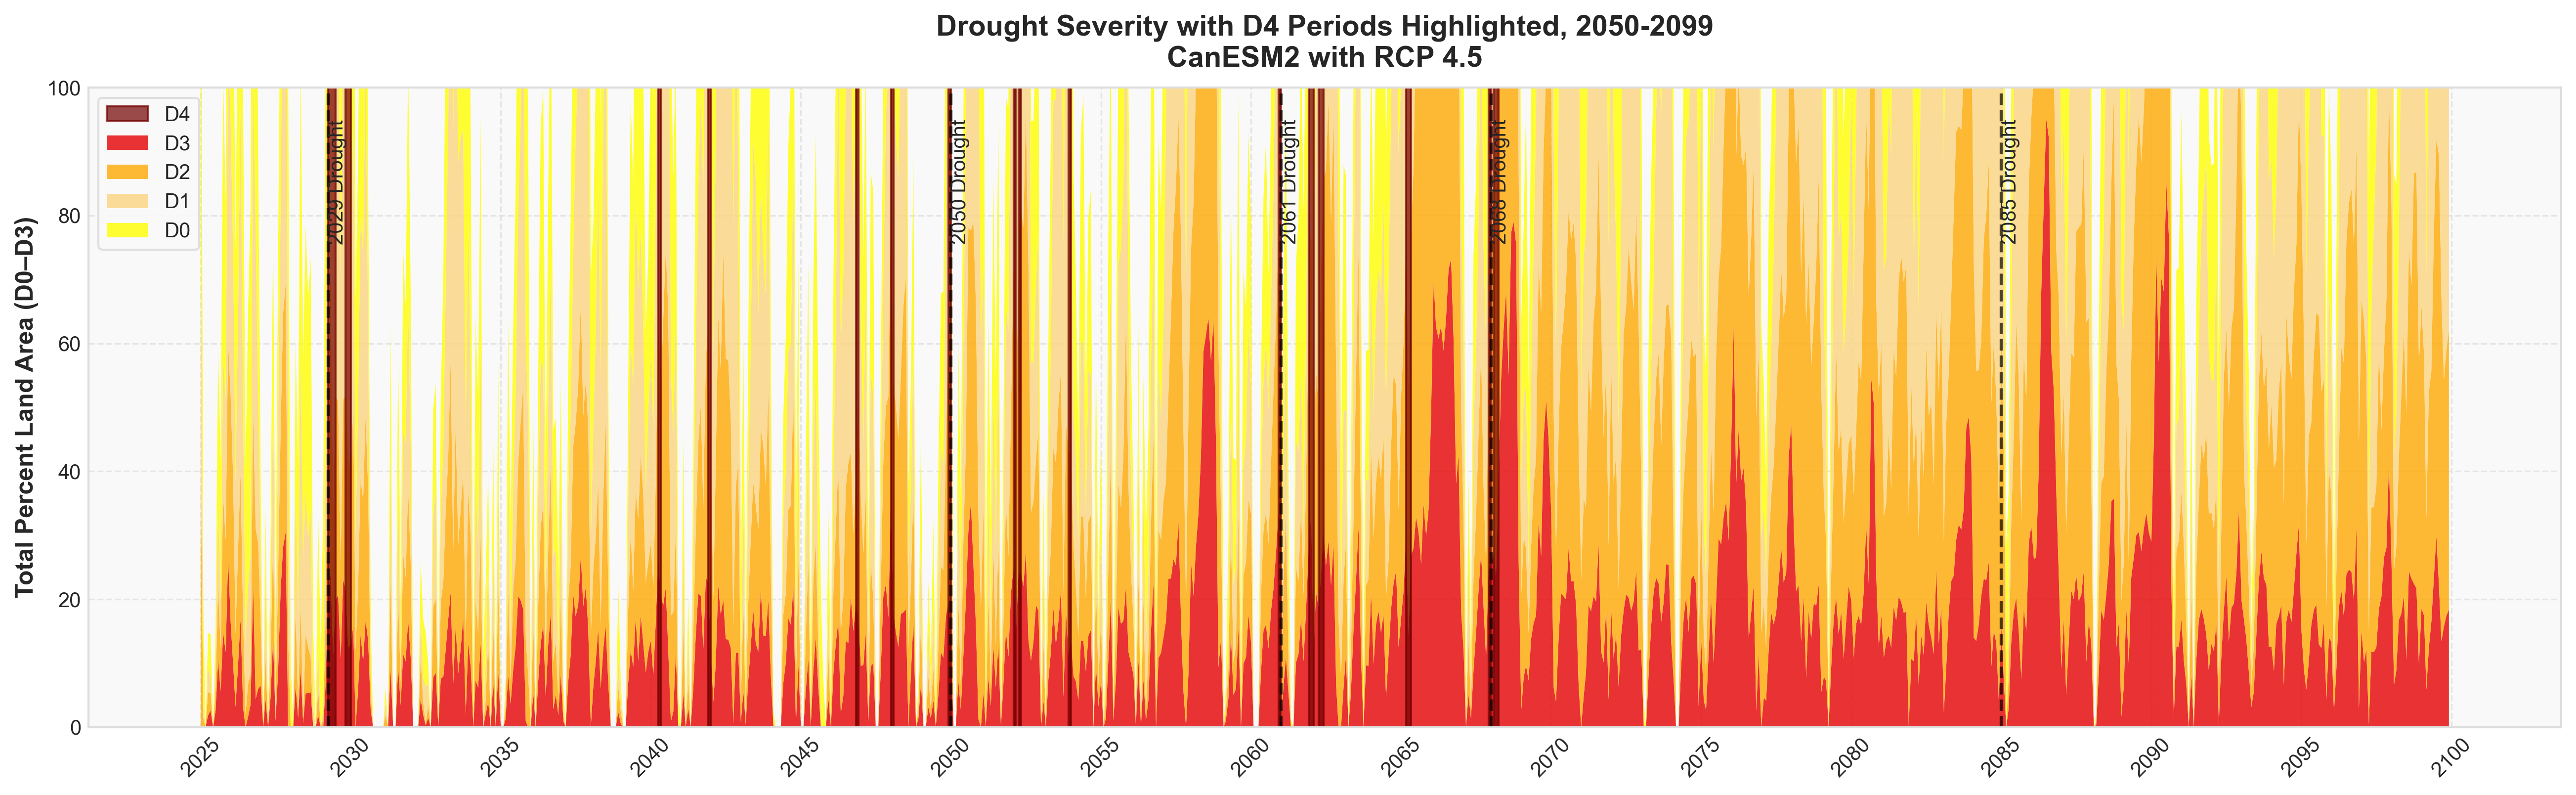 Drought Severity with D4 Periods Highlighted, 2050-2099
CanESM2 with RCP 4.5
Total Percent Land Area (D0–D3)
100
80
60
40
20
0
D4
D3
D2
D1
D0
2029 Drought
2050 Drought
2061 Drought
2068 Drought
2085 Drought
2025
2030
2035
2040
2045
2050
2055
2060
2065
2070
2075
2080
2085
2090
2095
2100